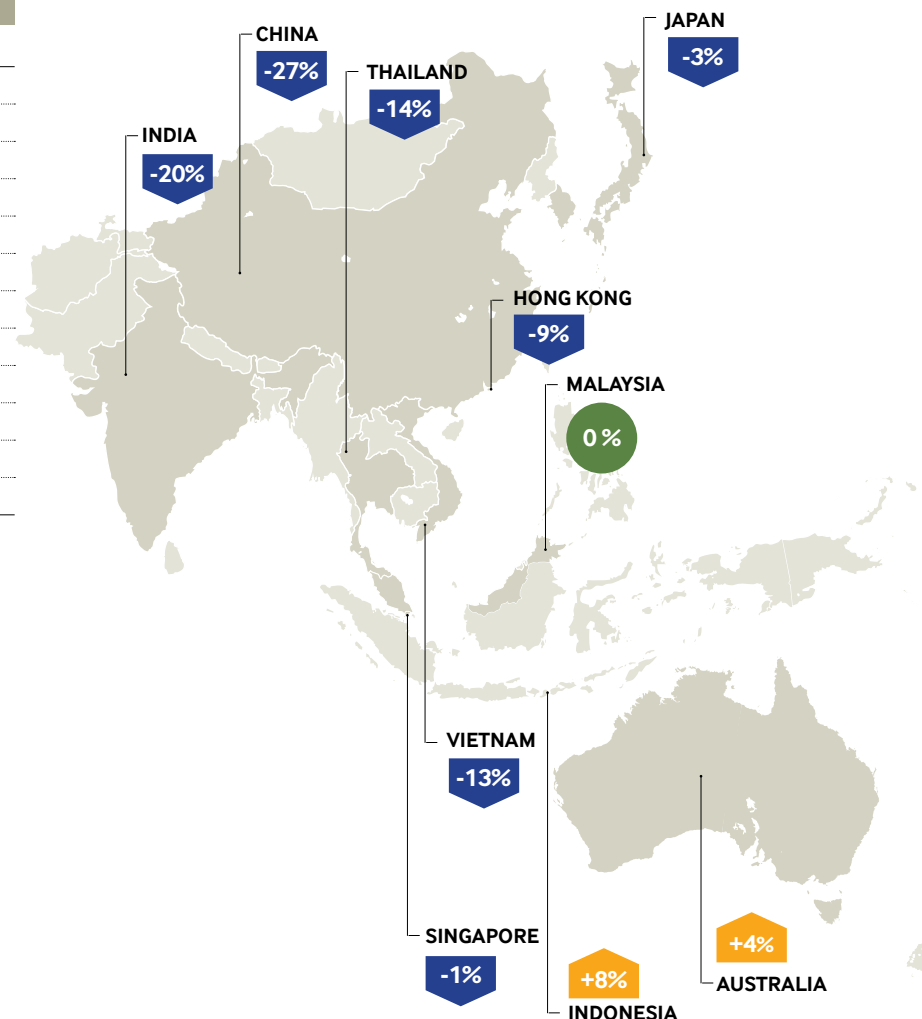 JAPAN
-3%
CHINA
-27%
THAILAND
-14%
INDIA
-20%
HONG KONG
-9%
MALAYSIA
0 %
VIETNAM
-13%
SINGAPORE
-1%
+8%
INDONESIA
+4%
AUSTRALIA